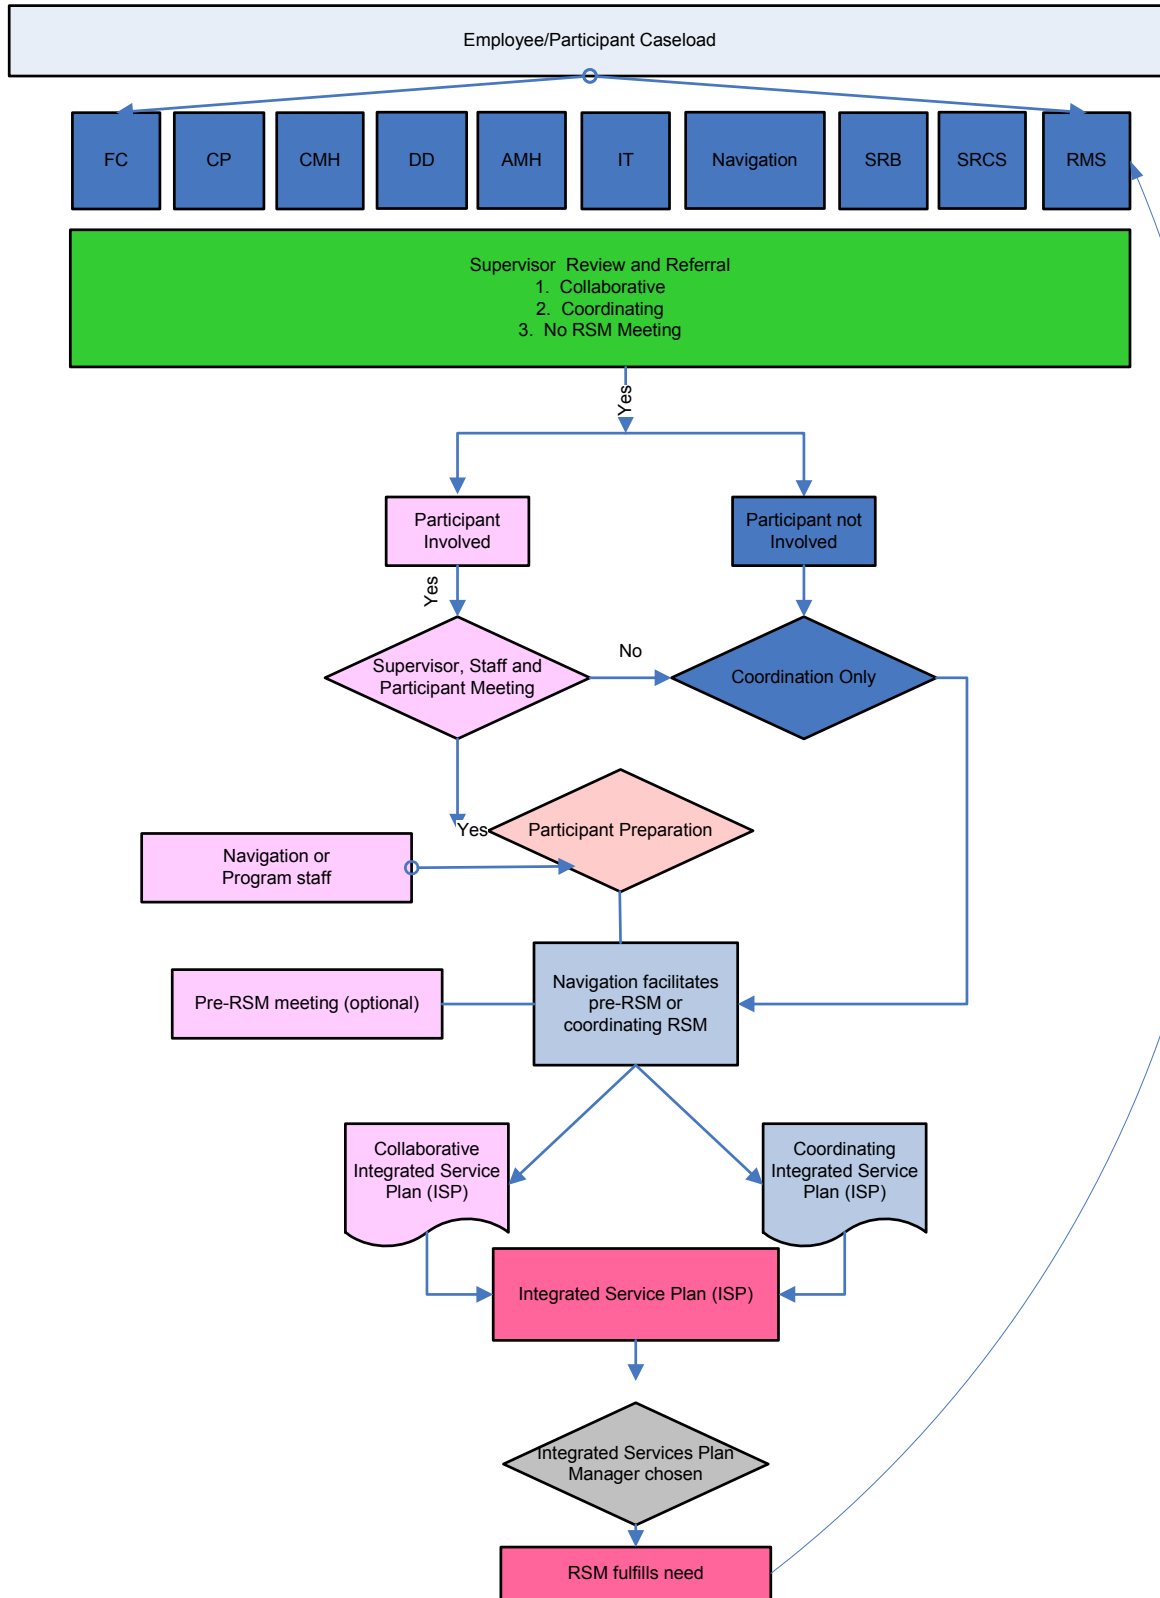 Employee/Participant Caseload
FC
CP
CMH
DD
AMH
IT
Navigation
SRB
SRCS
RMS
Supervisor  Review and Referral
1.  Collaborative
2.  Coordinating
3.  No RSM Meeting
Yes
Participant
Involved
Participant not
Involved
Yes
Supervisor, Staff and
Participant Meeting
No
Coordination Only
Yes
Participant Preparation
Navigation or
Program staff
Pre-RSM meeting (optional)
Navigation facilitates
pre-RSM or
coordinating RSM
Collaborative
Integrated Service
Plan (ISP)
Coordinating
Integrated Service
Plan (ISP)
Integrated Service Plan (ISP)
Integrated Services Plan
Manager chosen
RSM fulfills need